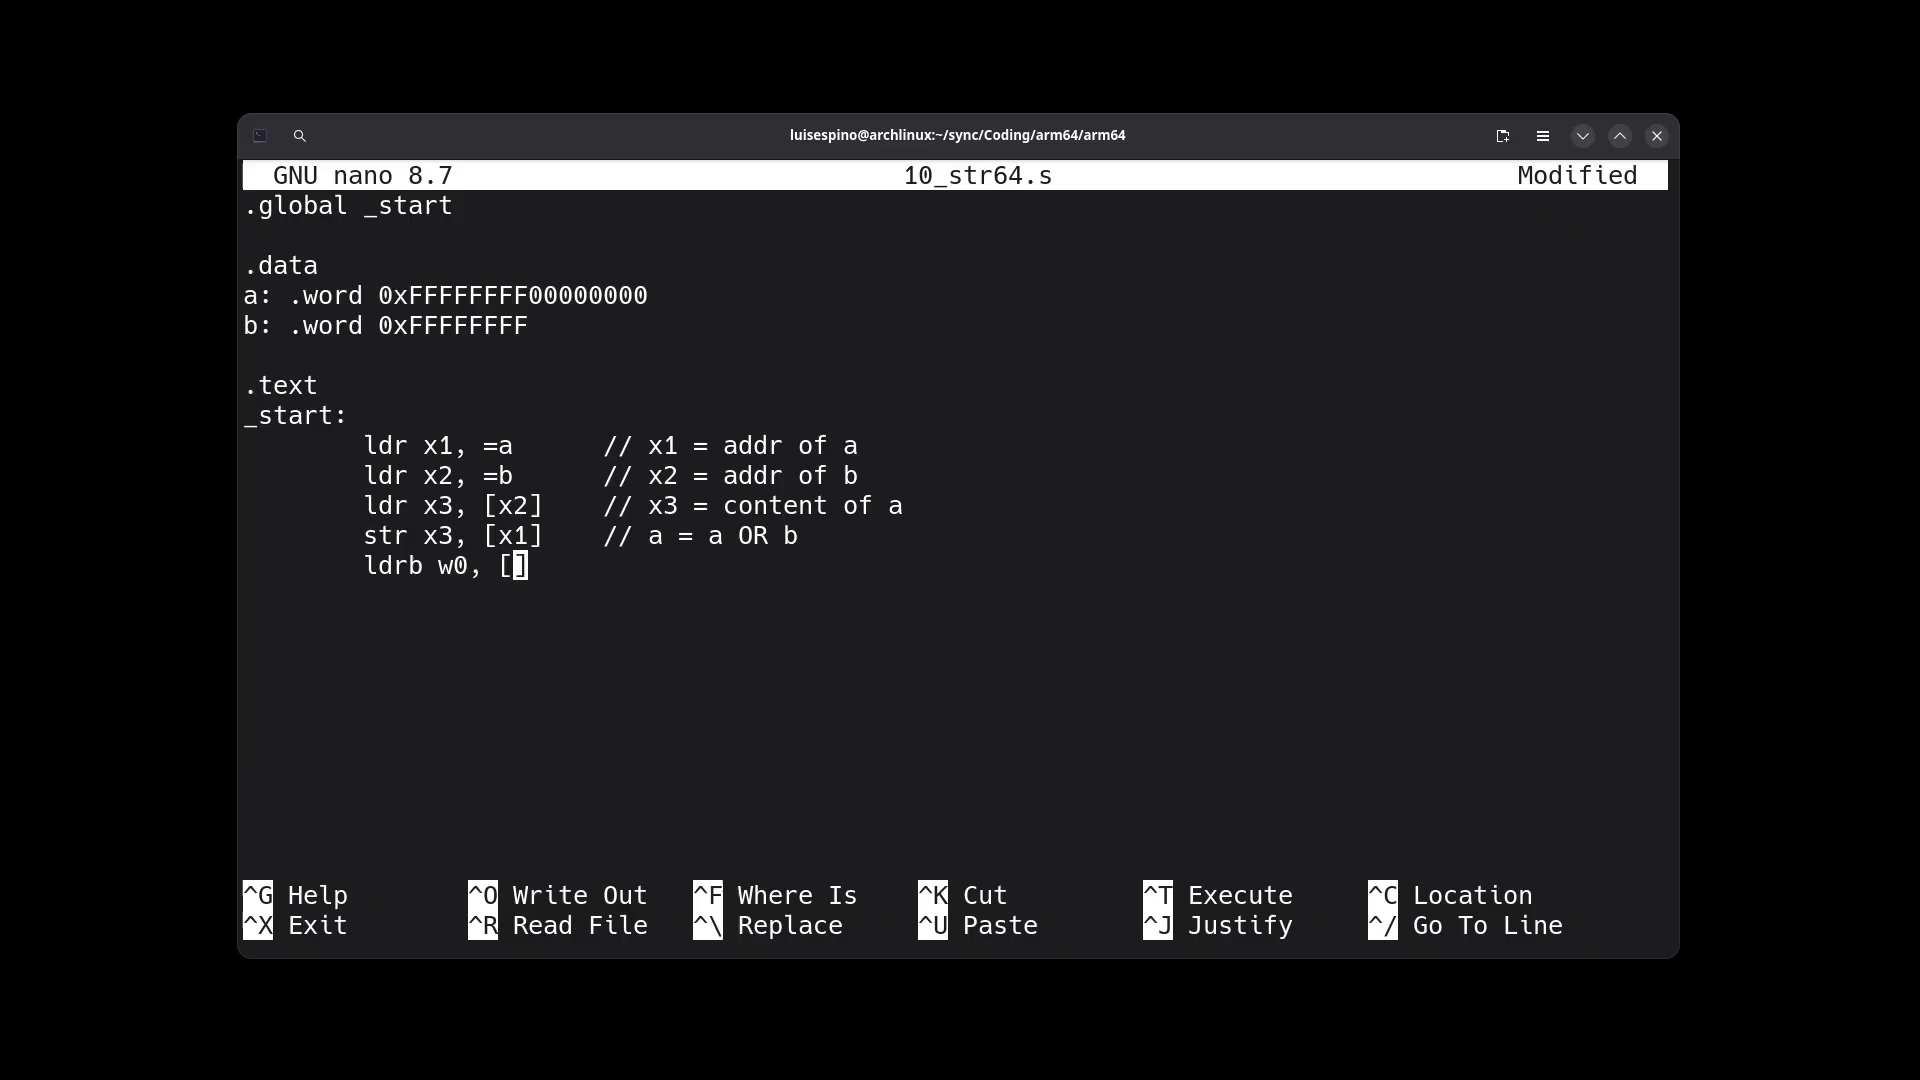 luisespino@archlinux:~/sync/Coding/arm64/arm64
GNU nano 8.7 10_str64.s Modified
.global _start
.data
a: .word 0xFFFFFFFF00000000
b: .word 0xFFFFFFFF
.text
_start:
ldr x1, =a // x1 = addr of a
ldr x2, =b // x2 = addr of b
ldr x3, [x2] // x3 = content of a
str x3, [x1] // a = a OR b
ldrb w0, []
^G Help ^O Write Out ^F Where Is ^K Cut ^T Execute ^C Location
^X Exit ^R Read File ^\ Replace ^U Paste ^J Justify ^/ Go To Line